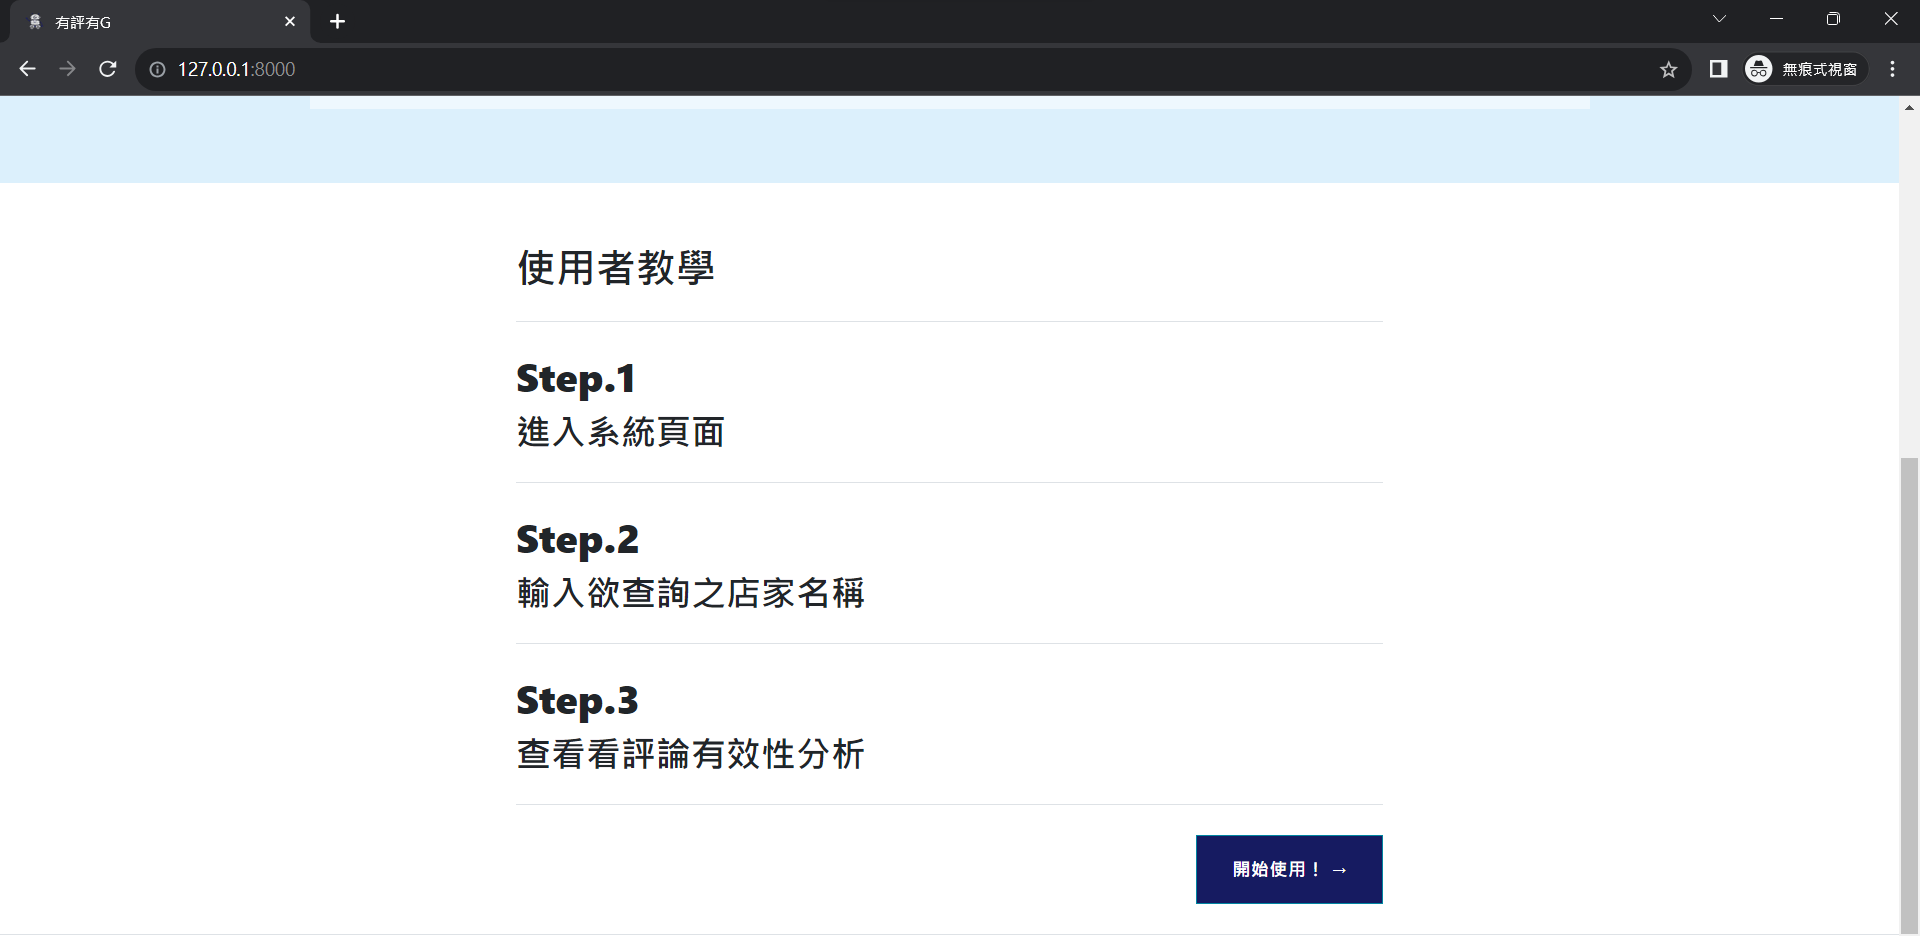 有評有G
127.0.0.1:8000
無痕式視窗
使用者教學
Step.1
進入系統頁面
Step.2
輸入欲查詢之店家名稱
Step.3
查看看評論有效性分析
開始使用！ →